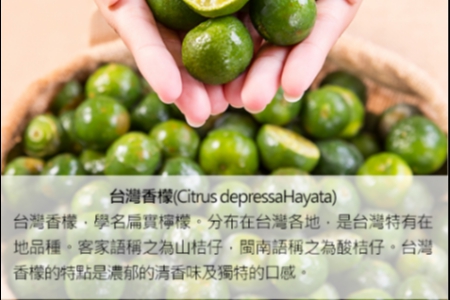 台灣香檬(Citrus depressaHayata)
台灣香檬，學名扁實檸檬。分布在台灣各地，是台灣特有在
地品種。客家語稱之為山桔仔，閩南語稱之為酸桔仔。台灣
香檬的特點是濃郁的清香味及獨特的口感。